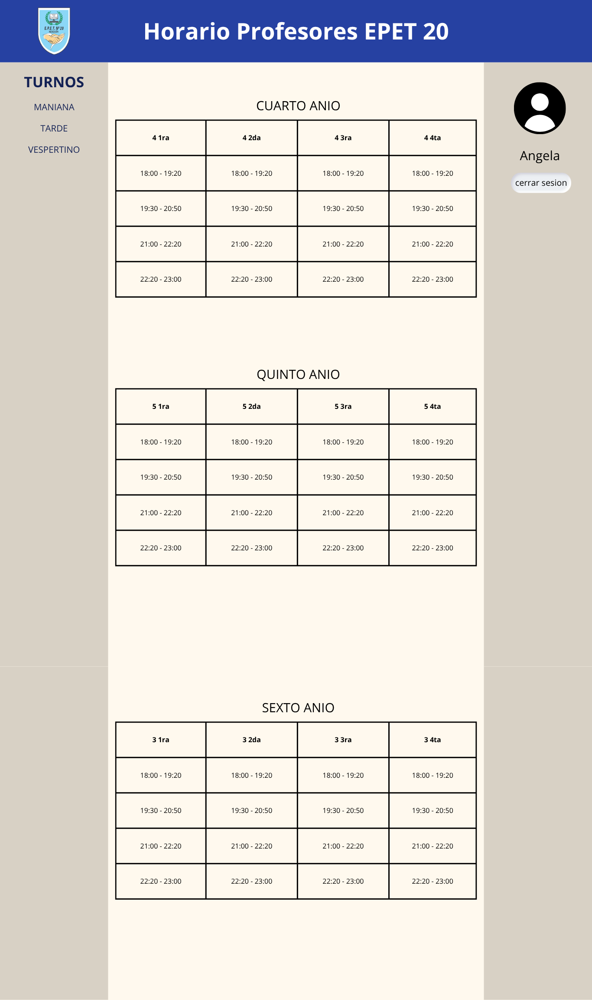 E.P.E.T. Nº 20
NEUQUÉN
Horario Profesores EPET 20
TURNOS
MANIANA
TARDE
VESPERTINO
CUARTO ANIO
4 1ra 4 2da 4 3ra 4 4ta
18:00 - 19:20 18:00 - 19:20 18:00 - 19:20 18:00 - 19:20
19:30 - 20:50 19:30 - 20:50 19:30 - 20:50 19:30 - 20:50
21:00 - 22:20 21:00 - 22:20 21:00 - 22:20 21:00 - 22:20
22:20 - 23:00 22:20 - 23:00 22:20 - 23:00 22:20 - 23:00
QUINTO ANIO
5 1ra 5 2da 5 3ra 5 4ta
18:00 - 19:20 18:00 - 19:20 18:00 - 19:20 18:00 - 19:20
19:30 - 20:50 19:30 - 20:50 19:30 - 20:50 19:30 - 20:50
21:00 - 22:20 21:00 - 22:20 21:00 - 22:20 21:00 - 22:20
22:20 - 23:00 22:20 - 23:00 22:20 - 23:00 22:20 - 23:00
SEXTO ANIO
3 1ra 3 2da 3 3ra 3 4ta
18:00 - 19:20 18:00 - 19:20 18:00 - 19:20 18:00 - 19:20
19:30 - 20:50 19:30 - 20:50 19:30 - 20:50 19:30 - 20:50
21:00 - 22:20 21:00 - 22:20 21:00 - 22:20 21:00 - 22:20
22:20 - 23:00 22:20 - 23:00 22:20 - 23:00 22:20 - 23:00
Angela
cerrar sesion